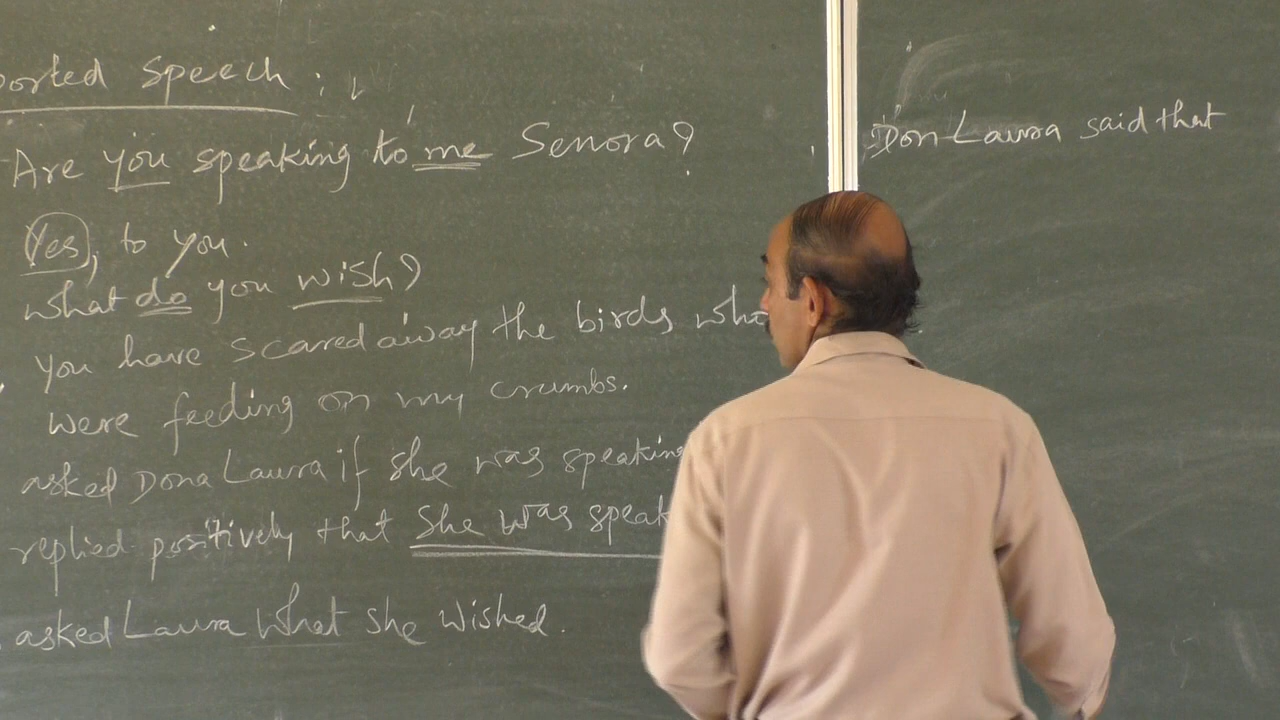 ported Speech :
Are you speaking to me Senora?
Yes, to you.
What do you wish?
you have scared away the birds who
were feeding on my crumbs.
asked Dona Laura if she was speaking
replied positively that she was speak
asked Laura what she wished.
Don Laura said that